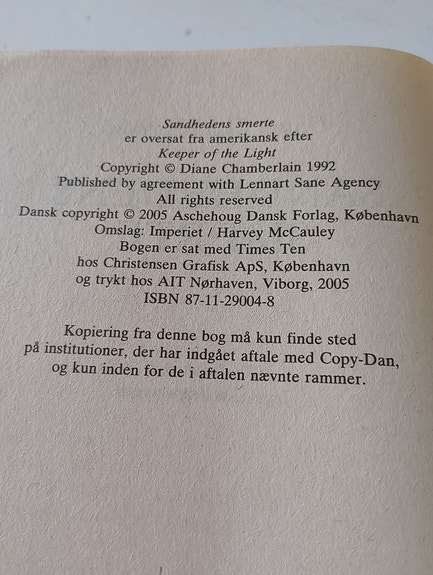 Sandhedens smerte
er oversat fra amerikansk efter
Keeper of the Light
Copyright © Diane Chamberlain 1992
Published by agreement with Lennart Sane Agency
All rights reserved
Dansk copyright © 2005 Aschehoug Dansk Forlag, København
Omslag: Imperiet / Harvey McCauley
Bogen er sat med Times Ten
hos Christensen Grafisk ApS, København
og trykt hos AIT Nørhaven, Viborg, 2005
ISBN 87-11-29004-8
Kopiering fra denne bog må kun finde sted
på institutioner, der har indgået aftale med Copy-Dan,
og kun inden for de i aftalen nævnte rammer.